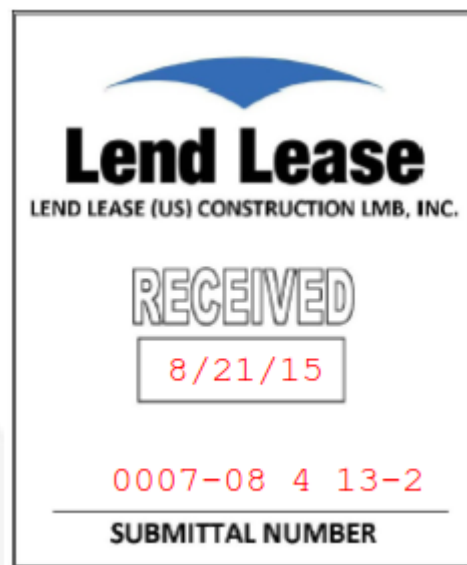 Lend Lease
LEND LEASE (US) CONSTRUCTION LMB, INC.
RECEIVED
8/21/15
0007-08 4 13-2
SUBMITTAL NUMBER